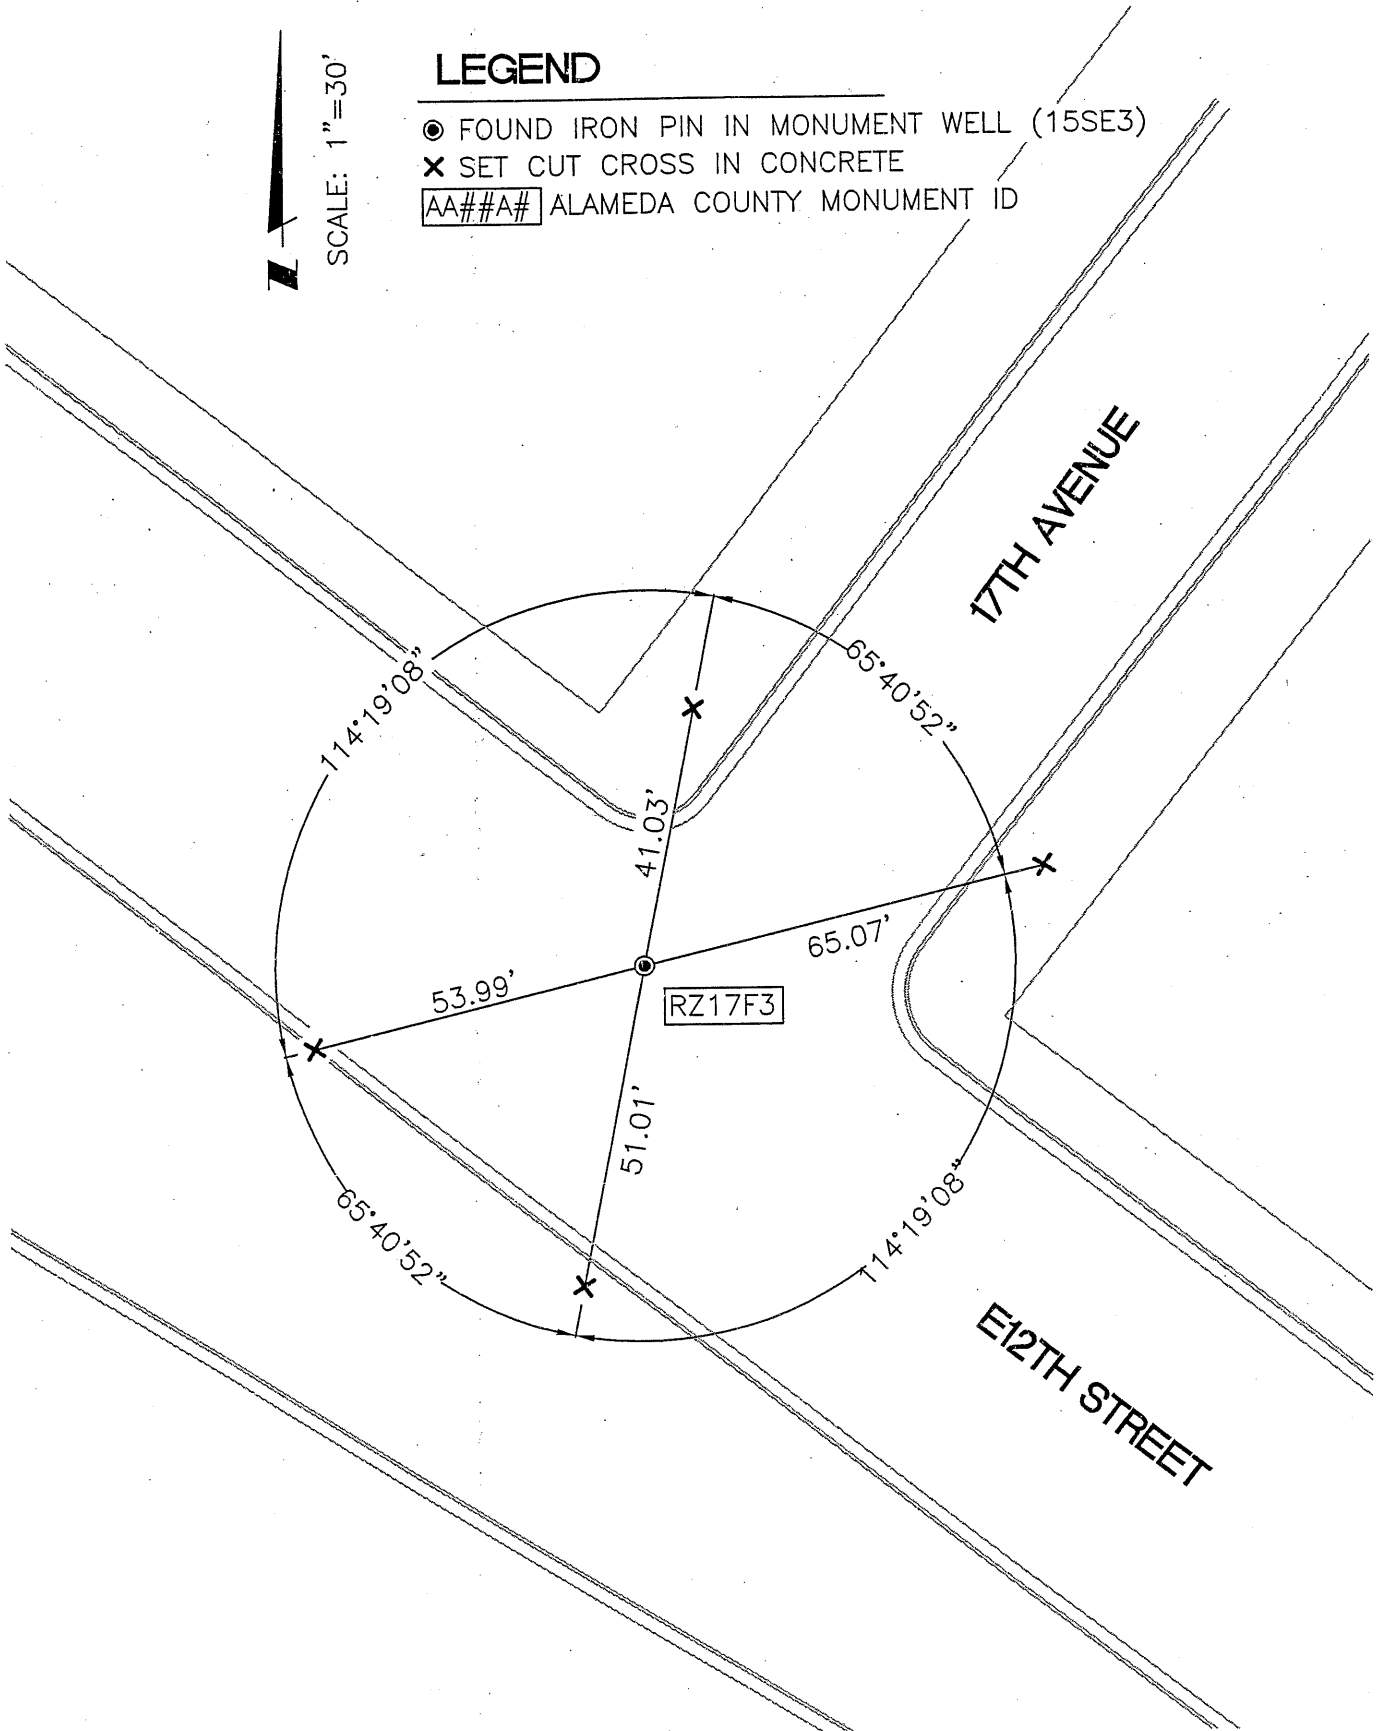 LEGEND
SCALE: 1"=30'
FOUND IRON PIN IN MONUMENT WELL (15SE3)
SET CUT CROSS IN CONCRETE
AA##A# ALAMEDA COUNTY MONUMENT ID
N
17TH AVENUE
65°40'52"
114°19'08"
41.03'
65.07'
53.99'
RZ17F3
51.01'
65°40'52"
114°19'08"
E12TH STREET